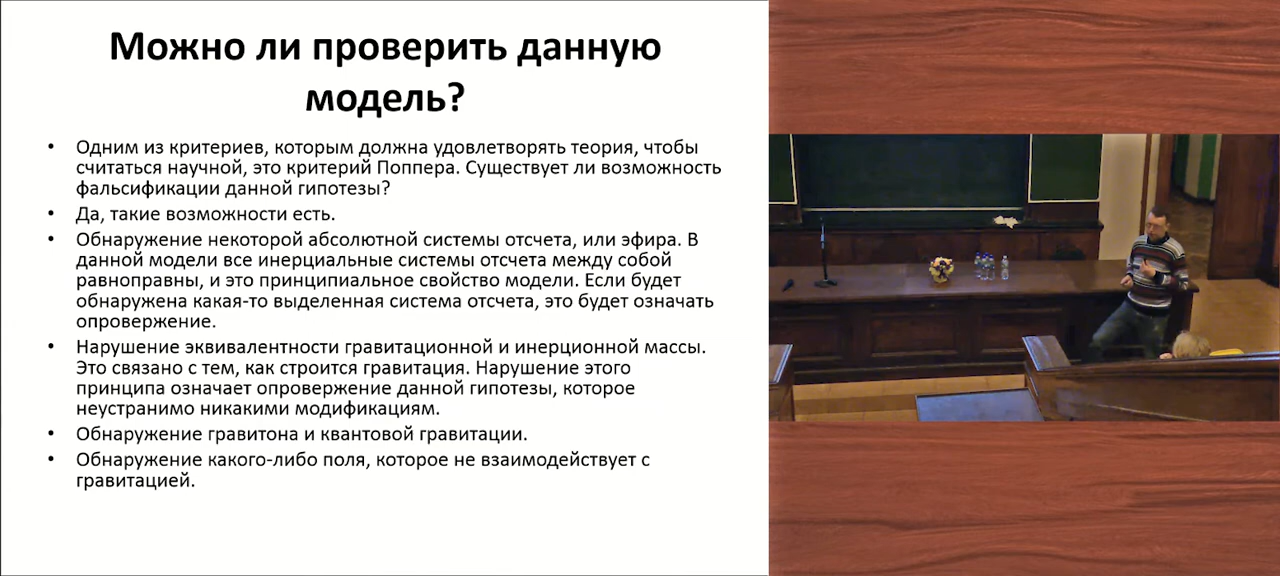 Можно ли проверить данную
модель?
• Одним из критериев, которым должна удовлетворять теория, чтобы
считаться научной, это критерий Поппера. Существует ли возможность
фальсификации данной гипотезы?
• Да, такие возможности есть.
• Обнаружение некоторой абсолютной системы отсчета, или эфира. В
данной модели все инерциальные системы отсчета между собой
равноправны, и это принципиальное свойство модели. Если будет
обнаружена какая-то выделенная система отсчета, это будет означать
опровержение.
• Нарушение эквивалентности гравитационной и инерционной массы.
Это связано с тем, как строится гравитация. Нарушение этого
принципа означает опровержение данной гипотезы, которое
неустранимо никакими модификациям.
• Обнаружение гравитона и квантовой гравитации.
• Обнаружение какого-либо поля, которое не взаимодействует с
гравитацией.